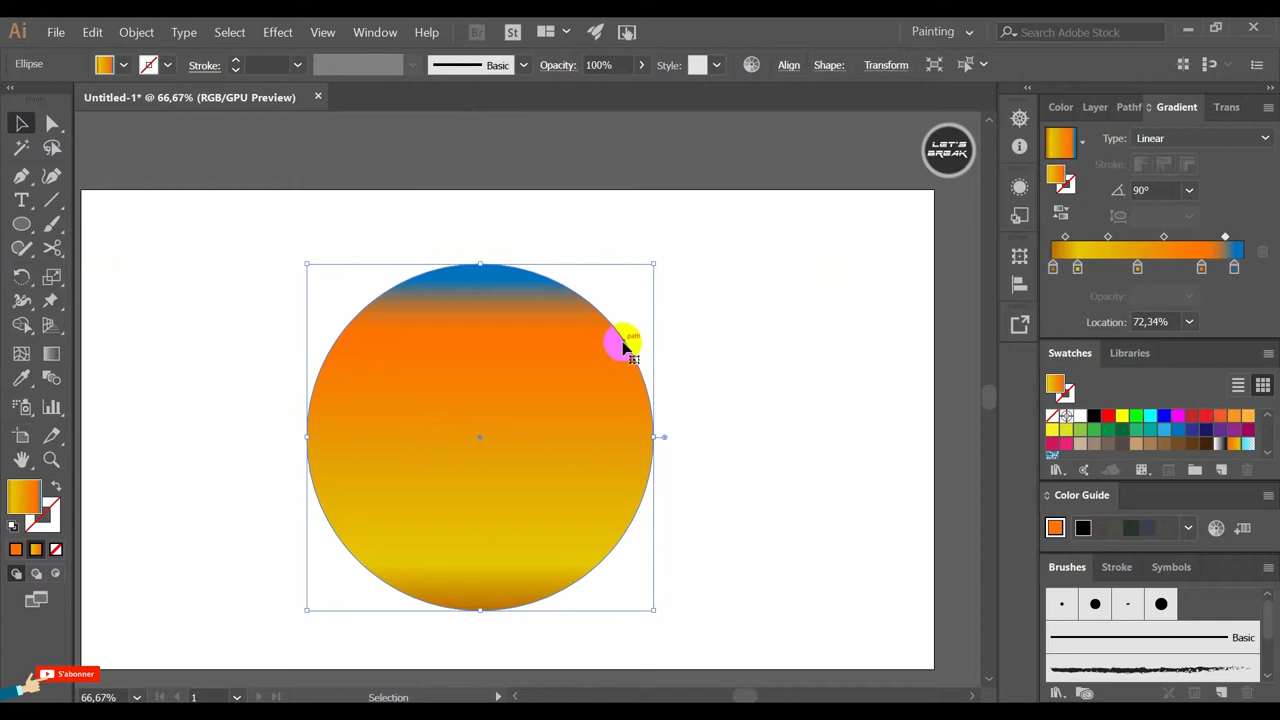 Ai File Edit Object Type Select Effect View Window Help Br St Painting Search Adobe Stock
Ellipse Stroke: Basic Opacity: 100% Style: Align Shape: Transform
Untitled-1* @ 66,67% (RGB/GPU Preview)
Color Layer Pathf Gradient Trans
LET'S
BREAK
Type: Linear
Stroke:
90°
Opacity:
Location: 72,34%
path
Swatches Libraries
Color Guide
Brushes Stroke Symbols
Basic
S'abonner
66,67% 1 Selection